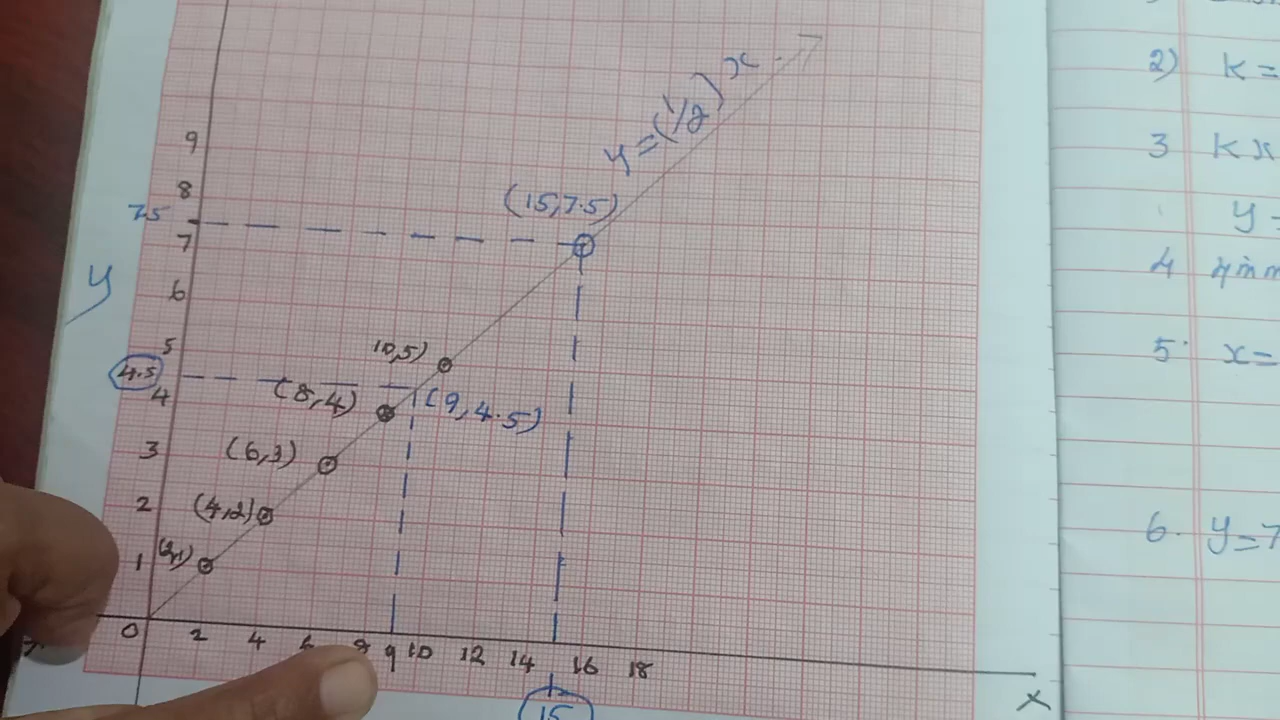 y = (1/2) x
9
8
(15,7.5)
7.5
7
y
6
5
10,5)
4.5
4
(8,4)
(9,4.5)
3
(6,3)
2
(4,2)
1
0 2 4 6 8 9 10 12 14 16 18
15
x
2) K =
3 K x
y =
4
5. x =
6. y = 7